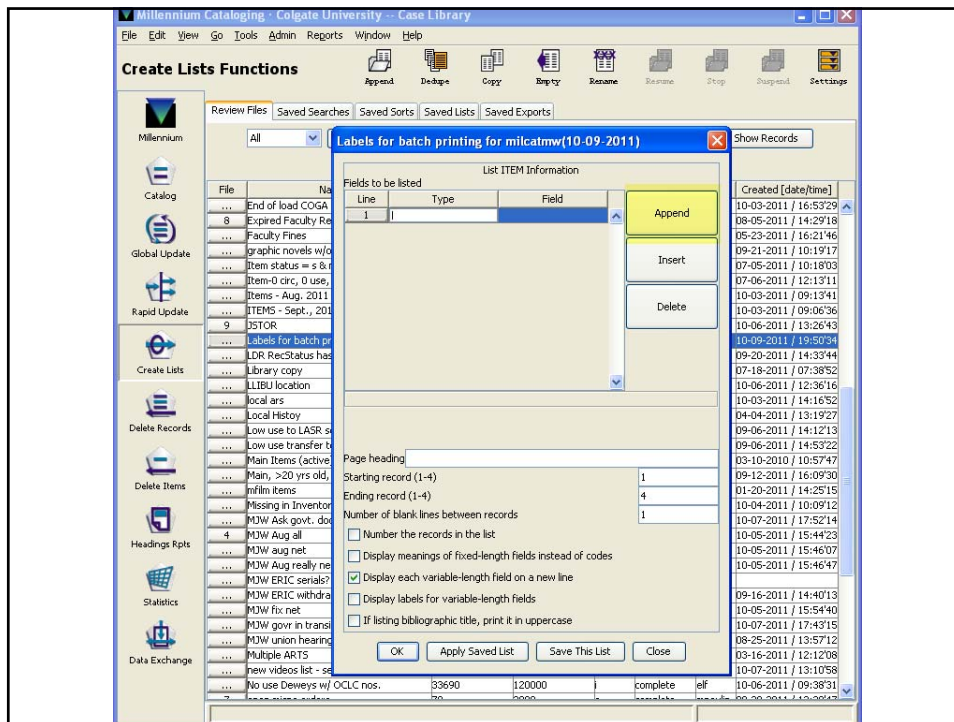 Millennium Cataloging · Colgate University -- Case Library
File Edit View Go Tools Admin Reports Window Help
Create Lists Functions
Append Dedupe Copy Empty Rename Resume Stop Suspend Settings
Millennium
Catalog
Global Update
Rapid Update
Create Lists
Delete Records
Delete Items
Headings Rpts
Statistics
Data Exchange
Review Files Saved Searches Saved Sorts Saved Lists Saved Exports
All Show Records
File Na Created [date/time]
... End of load COGA 10-03-2011 / 16:53'29
8 Expired Faculty Re 08-05-2011 / 14:29'18
... Faculty Fines 05-23-2011 / 16:21'46
... graphic novels w/o 09-21-2011 / 10:19'17
... Item status = s & r 07-05-2011 / 10:18'03
... Item-0 circ, 0 use, 07-06-2011 / 12:13'11
... Items - Aug. 2011 10-03-2011 / 09:13'41
... ITEMS - Sept., 201 10-03-2011 / 09:06'36
9 JSTOR 10-06-2011 / 13:26'43
... Labels for batch pr 10-09-2011 / 19:50'34
... LDR RecStatus has 09-20-2011 / 14:33'44
... Library copy 07-18-2011 / 07:38'52
... LLIBU location 10-06-2011 / 12:36'16
... local ars 10-03-2011 / 14:16'52
... Local Histoy 04-04-2011 / 13:19'27
... Low use to LASR s 09-06-2011 / 14:12'13
... Low use transfer t 09-06-2011 / 14:53'22
... Main Items (active 03-10-2010 / 10:57'47
... Main, >20 yrs old, 09-12-2011 / 16:09'30
... mfilm items 01-20-2011 / 14:25'15
... Missing in Inventor 10-04-2011 / 10:09'12
... MJW Ask govt. doc 10-07-2011 / 17:52'14
4 MJW Aug all 10-05-2011 / 15:44'23
... MJW aug net 10-05-2011 / 15:46'07
... MJW Aug really ne 10-05-2011 / 15:46'47
... MJW ERIC serials?
... MJW ERIC withdra 09-16-2011 / 14:40'13
... MJW fix net 10-05-2011 / 15:54'40
... MJW govr in transi 10-07-2011 / 17:43'15
... MJW union hearing 08-25-2011 / 13:57'12
... Multiple ARTS 03-16-2011 / 12:12'08
... new videos list - se 10-07-2011 / 13:10'58
... No use Deweys w/ OCLC nos. 33690 120000 i complete elf 10-06-2011 / 09:38'31
Labels for batch printing for milcatmw(10-09-2011)
List ITEM Information
Fields to be listed
Line Type Field
1
Append
Insert
Delete
Page heading
Starting record (1-4) 1
Ending record (1-4) 4
Number of blank lines between records 1
Number the records in the list
Display meanings of fixed-length fields instead of codes
Display each variable-length field on a new line
Display labels for variable-length fields
If listing bibliographic title, print it in uppercase
OK Apply Saved List Save This List Close